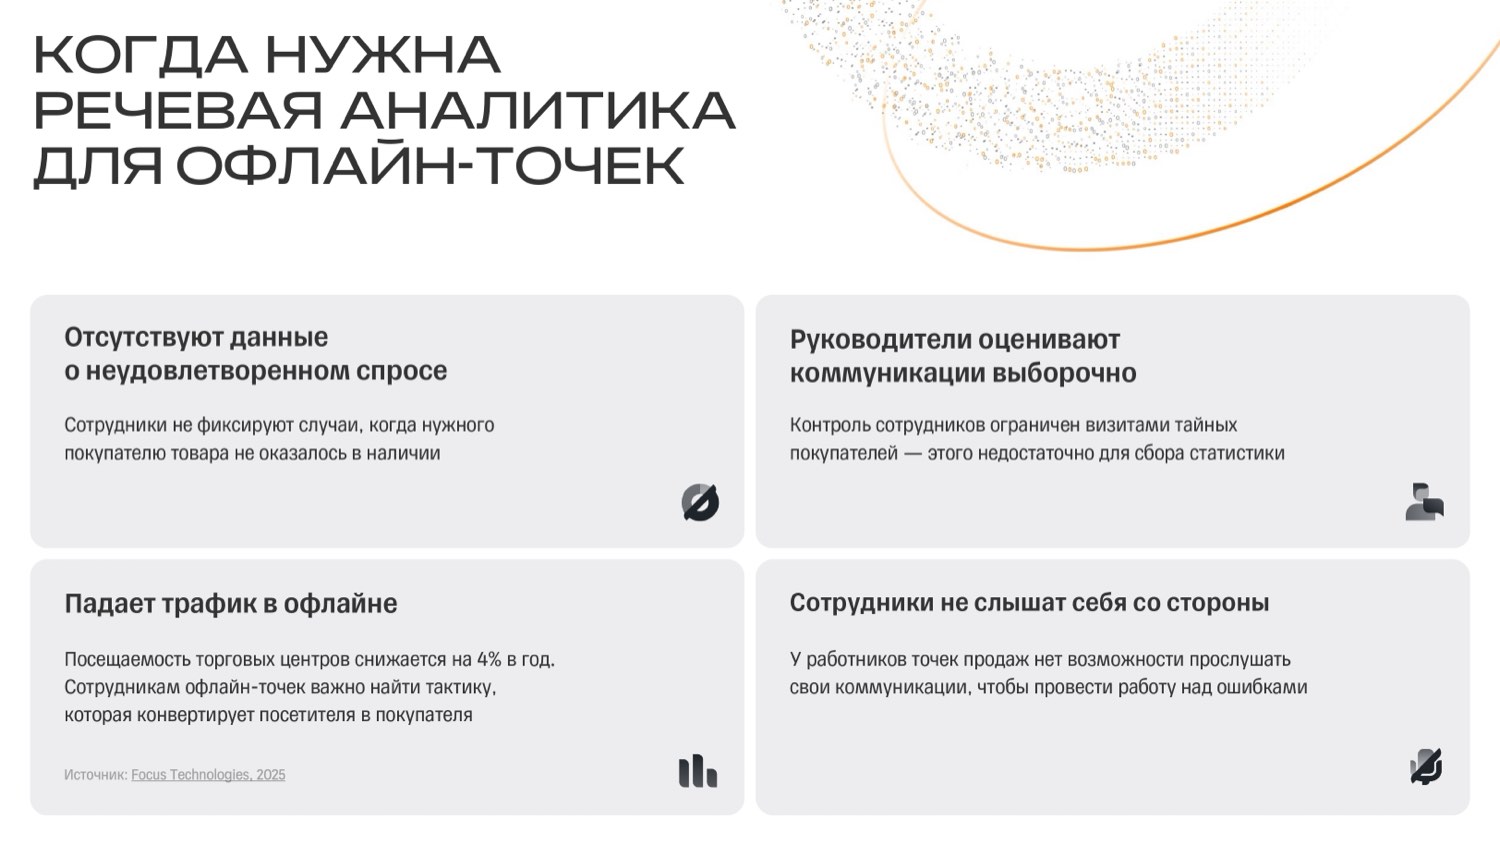 КОГДА НУЖНА
РЕЧЕВАЯ АНАЛИТИКА
ДЛЯ ОФЛАЙН-ТОЧЕК
Отсутствуют данные
о неудовлетворенном спросе
Сотрудники не фиксируют случаи, когда нужного
покупателю товара не оказалось в наличии
Руководители оценивают
коммуникации выборочно
Контроль сотрудников ограничен визитами тайных
покупателей — этого недостаточно для сбора статистики
Падает трафик в офлайне
Посещаемость торговых центров снижается на 4% в год.
Сотрудникам офлайн-точек важно найти тактику,
которая конвертирует посетителя в покупателя
Источник: Focus Technologies, 2025
Сотрудники не слышат себя со стороны
У работников точек продаж нет возможности прослушать
свои коммуникации, чтобы провести работу над ошибками